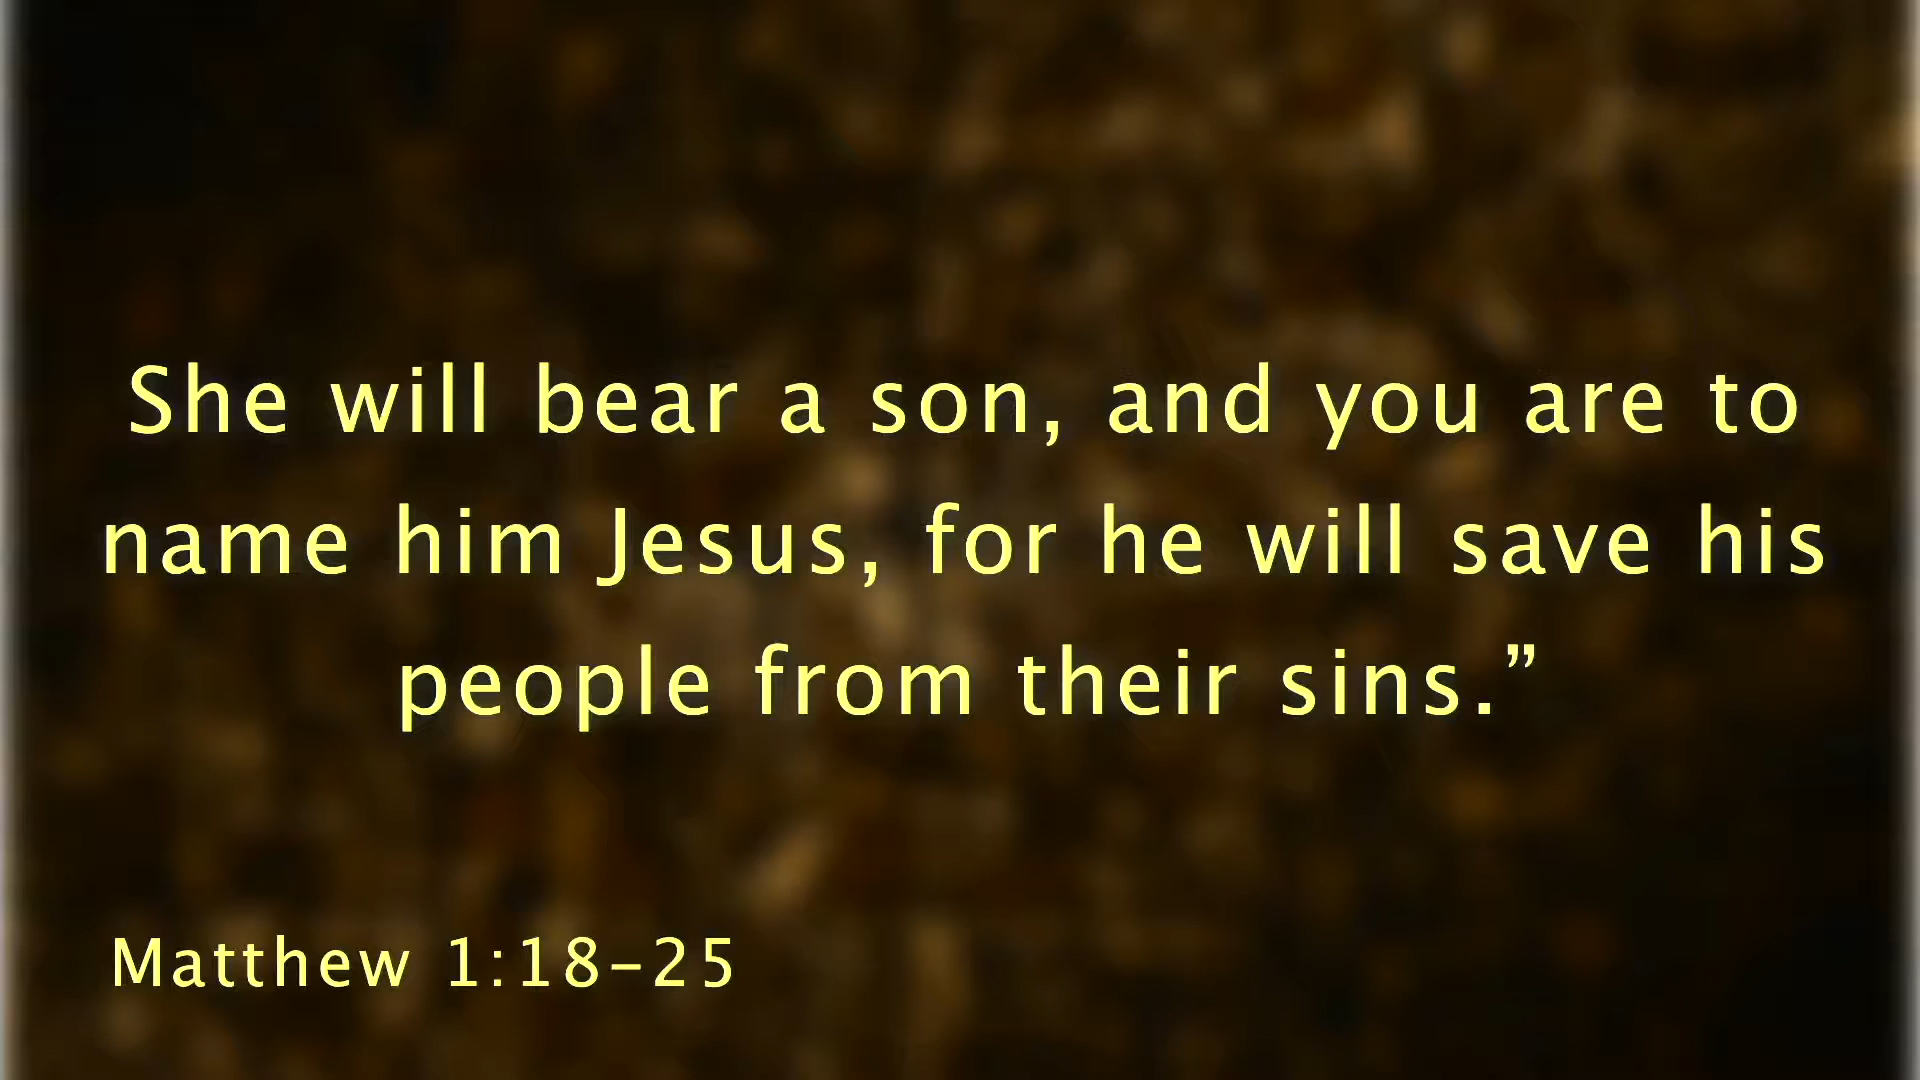 She will bear a son, and you are to
name him Jesus, for he will save his
people from their sins.”
Matthew 1:18–25